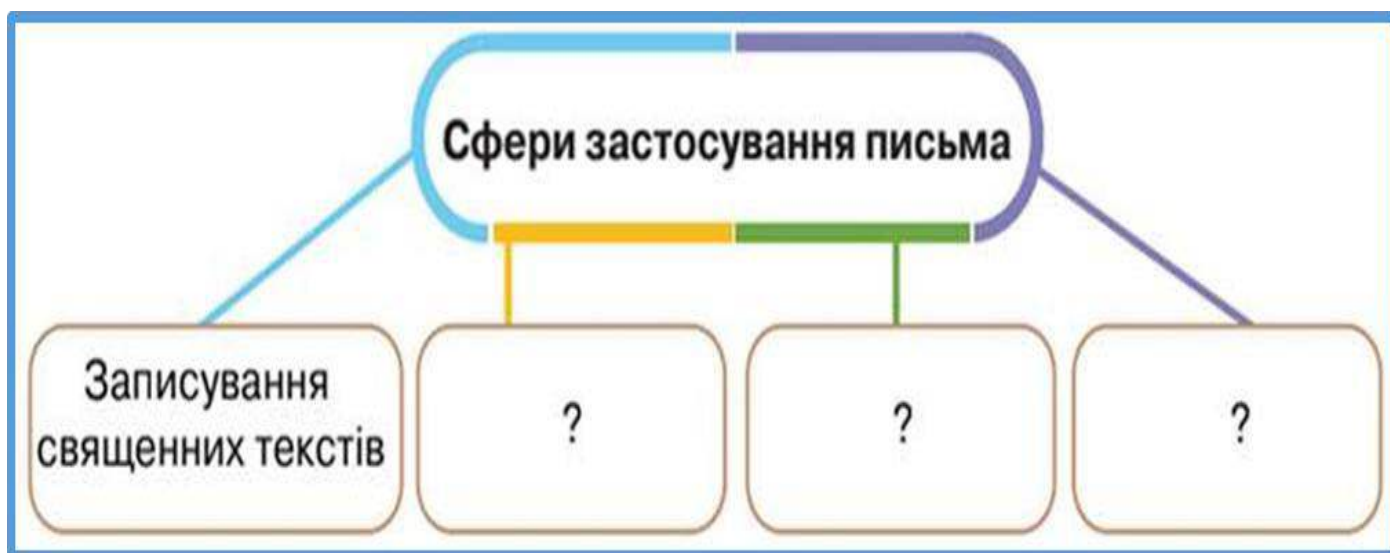 Сфери застосування письма
Записування
священних текстів
?
?
?